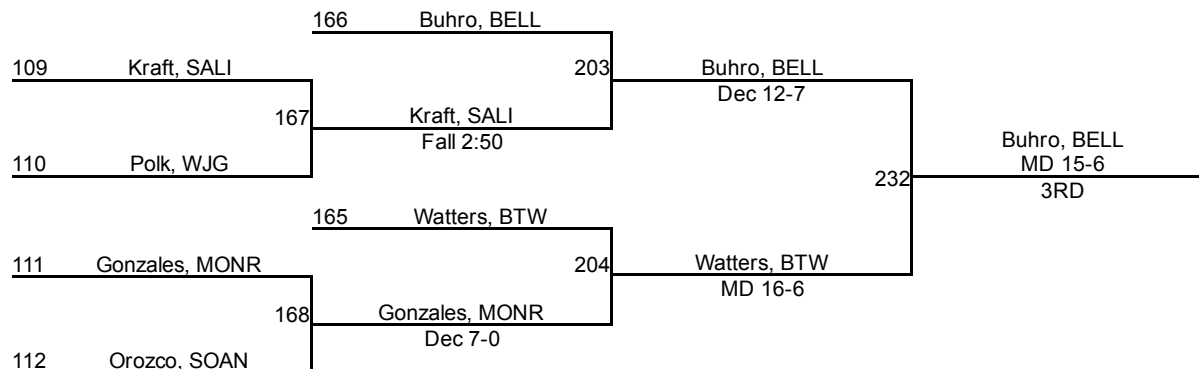 166 Buhro, BELL
109 Kraft, SALI
203 Buhro, BELL
Dec 12-7
167 Kraft, SALI
Fall 2:50
Buhro, BELL
MD 15-6
110 Polk, WJG
232
3RD
165 Watters, BTW
111 Gonzales, MONR
204 Watters, BTW
MD 16-6
168 Gonzales, MONR
Dec 7-0
112 Orozco, SOAN